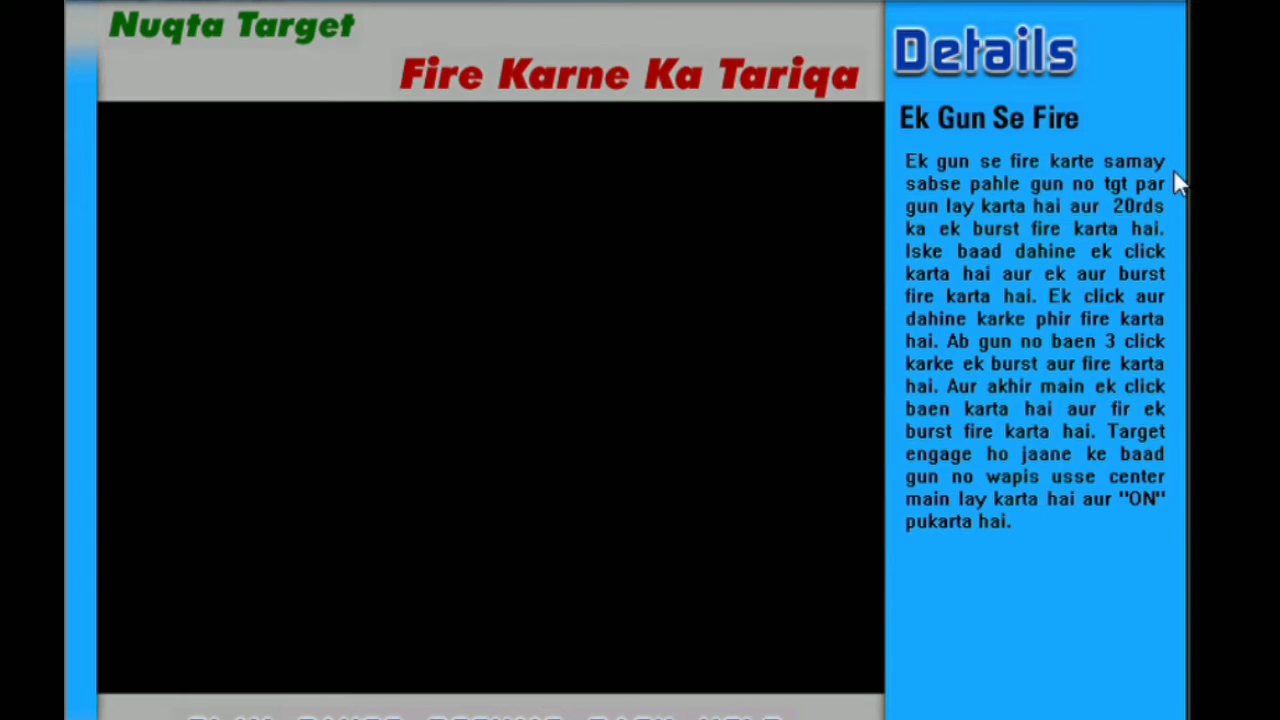 Nuqta Target
Fire Karne Ka Tariqa
Details
Ek Gun Se Fire
Ek gun se fire karte samay
sabse pahle gun no tgt par
gun lay karta hai aur 20rds
ka ek burst fire karta hai.
Iske baad dahine ek click
karta hai aur ek aur burst
fire karta hai. Ek click aur
dahine karke phir fire karta
hai. Ab gun no baen 3 click
karke ek burst aur fire karta
hai. Aur akhir main ek click
baen karta hai aur fir ek
burst fire karta hai. Target
engage ho jaane ke baad
gun no wapis usse center
main lay karta hai aur "ON"
pukarta hai.